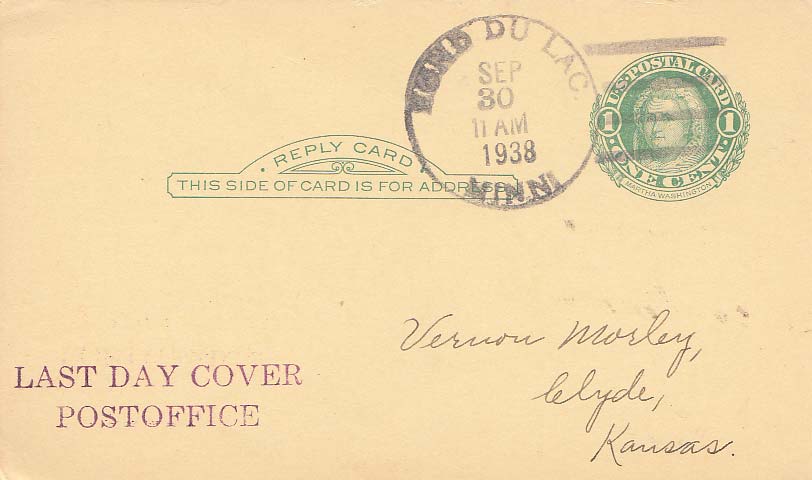 FOND DU LAC.
SEP
30
11 AM
1938
MINN.
U·S·POSTAL CARD
1 1
·ONE CENT·
MARTHA WASHINGTON
· REPLY CARD ·
THIS SIDE OF CARD IS FOR ADDRESS
Vernon Morley,
Clyde,
Kansas.
LAST DAY COVER
POSTOFFICE